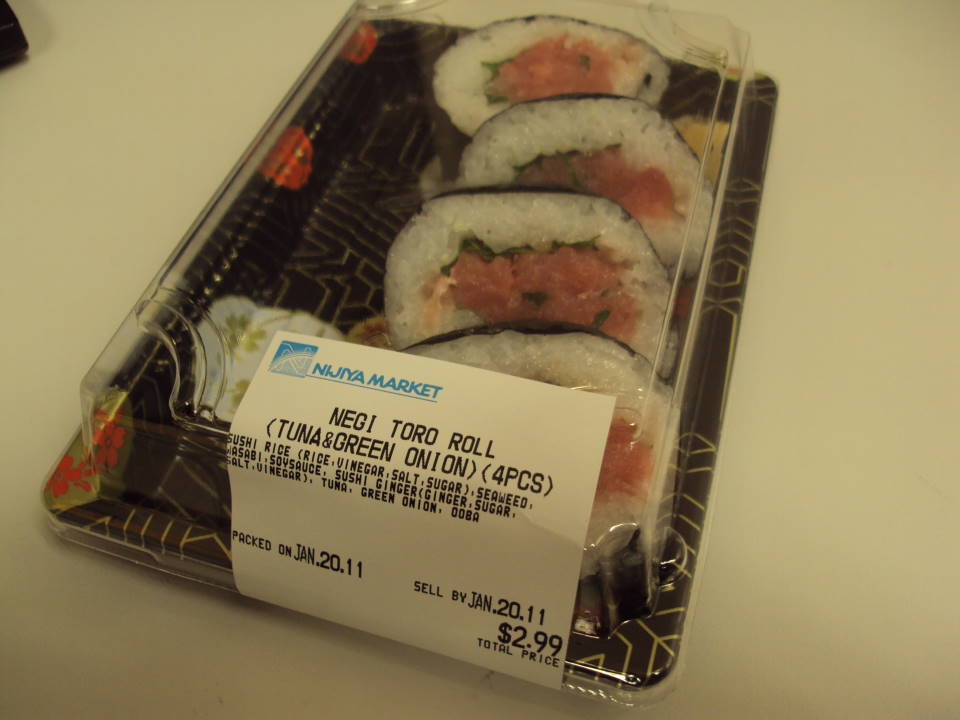 NIJIYA MARKET
NEGI TORO ROLL
(TUNA&GREEN ONION)(4PCS)
SUSHI RICE (RICE,VINEGAR,SALT,SUGAR),SEAWEED,
WASABI,SOYSAUCE, SUSHI GINGER(GINGER,SUGAR,
SALT,VINEGAR), TUNA, GREEN ONION, OOBA
PACKED ON JAN.20.11
SELL BY JAN.20.11
$2.99
TOTAL PRICE